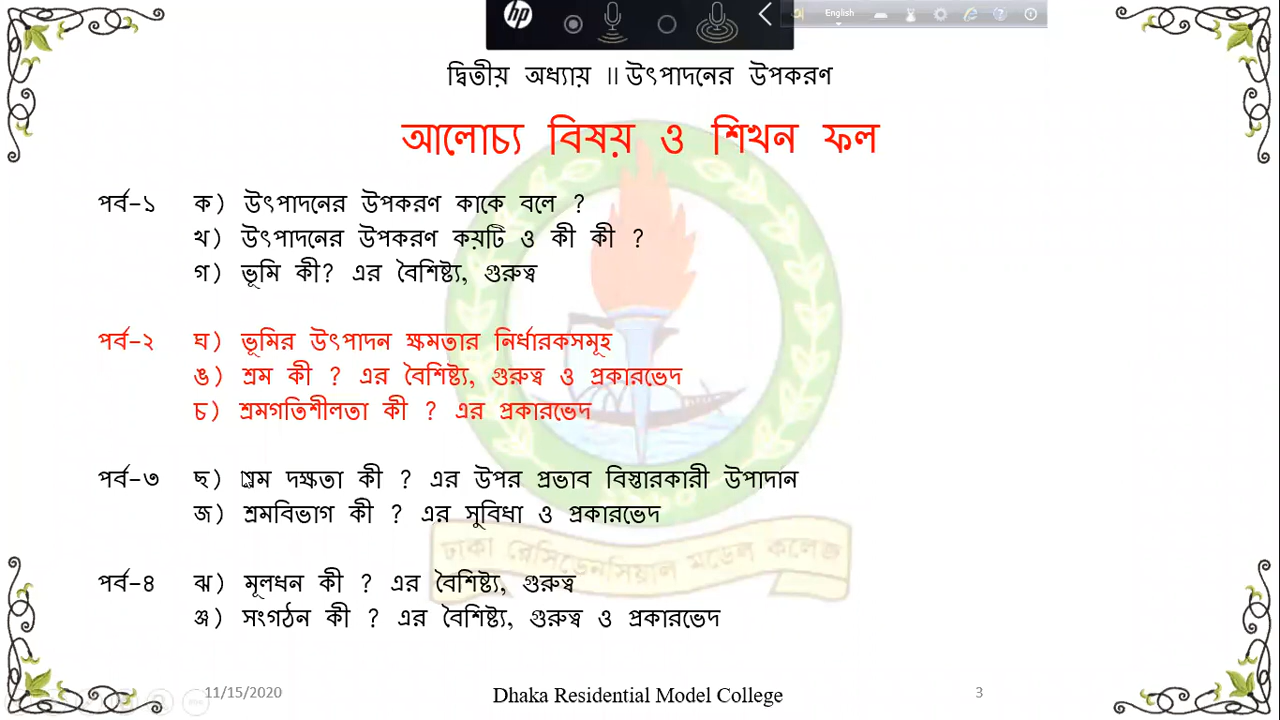 English
দ্বিতীয় অধ্যায় ॥ উৎপাদনের উপকরণ
আলোচ্য বিষয় ও শিখন ফল
পর্ব-১ ক) উৎপাদনের উপকরণ কাকে বলে ?
খ) উৎপাদনের উপকরণ কয়টি ও কী কী ?
গ) ভূমি কী? এর বৈশিষ্ট্য, গুরুত্ব
পর্ব-২ ঘ) ভূমির উৎপাদন ক্ষমতার নির্ধারকসমূহ
ঙ) শ্রম কী ? এর বৈশিষ্ট্য, গুরুত্ব ও প্রকারভেদ
চ) শ্রমগতিশীলতা কী ? এর প্রকারভেদ
পর্ব-৩ ছ) শ্রম দক্ষতা কী ? এর উপর প্রভাব বিস্তারকারী উপাদান
জ) শ্রমবিভাগ কী ? এর সুবিধা ও প্রকারভেদ
ঢাকা রেসিডেনসিয়াল মডেল কলেজ
পর্ব-৪ ঝ) মূলধন কী ? এর বৈশিষ্ট্য, গুরুত্ব
ঞ) সংগঠন কী ? এর বৈশিষ্ট্য, গুরুত্ব ও প্রকারভেদ
11/15/2020 Dhaka Residential Model College 3